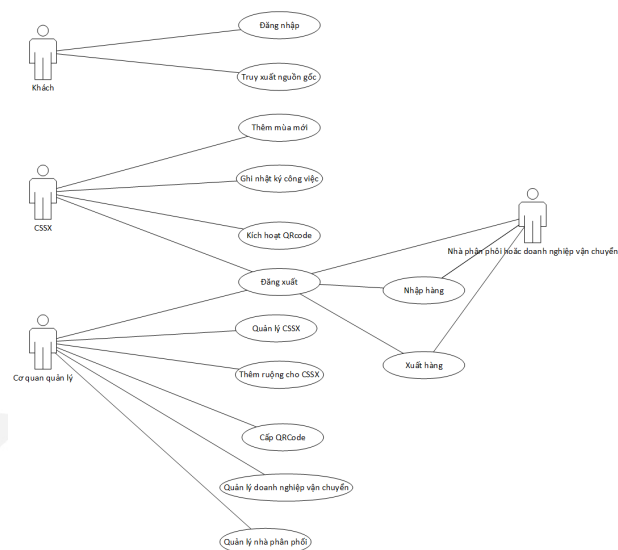 Đăng nhập
Khách
Truy xuất nguồn gốc
Thêm mùa mới
Ghi nhật ký công việc
CSSX
Kích hoạt QRcode
Nhà phân phối hoặc doanh nghiệp vận chuyển
Đăng xuất
Nhập hàng
Quản lý CSSX
Xuất hàng
Cơ quan quản lý
Thêm ruộng cho CSSX
Cấp QRCode
Quản lý doanh nghiệp vận chuyển
Quản lý nhà phân phối